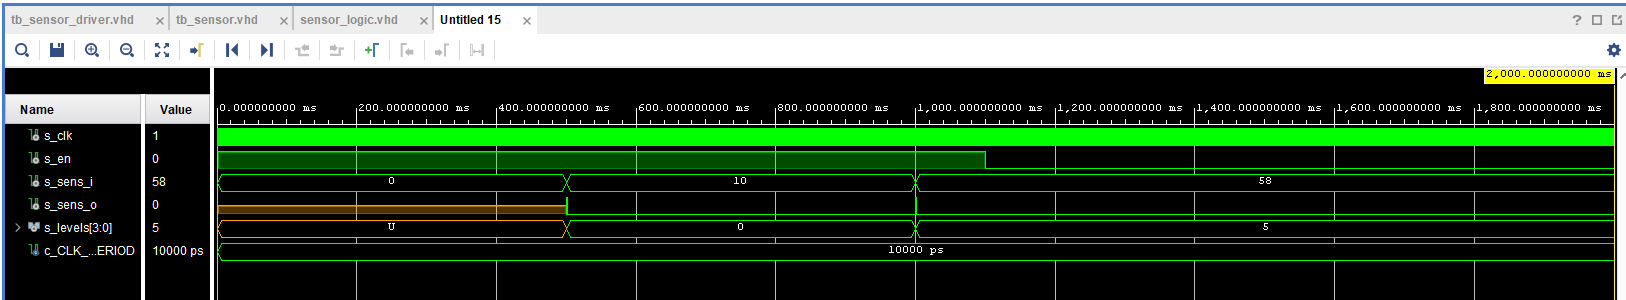 tb_sensor_driver.vhd × tb_sensor.vhd × sensor_logic.vhd × Untitled 15 × ?
2,000.000000000 ms
Name Value 0.000000000 ms 200.000000000 ms 400.000000000 ms 600.000000000 ms 800.000000000 ms 1,000.000000000 ms 1,200.000000000 ms 1,400.000000000 ms 1,600.000000000 ms 1,800.000000000 ms
s_clk 1
s_en 0
s_sens_i 58 0 10 58
s_sens_o 0
s_levels[3:0] 5 U 0 5
c_CLK_...ERIOD 10000 ps 10000 ps